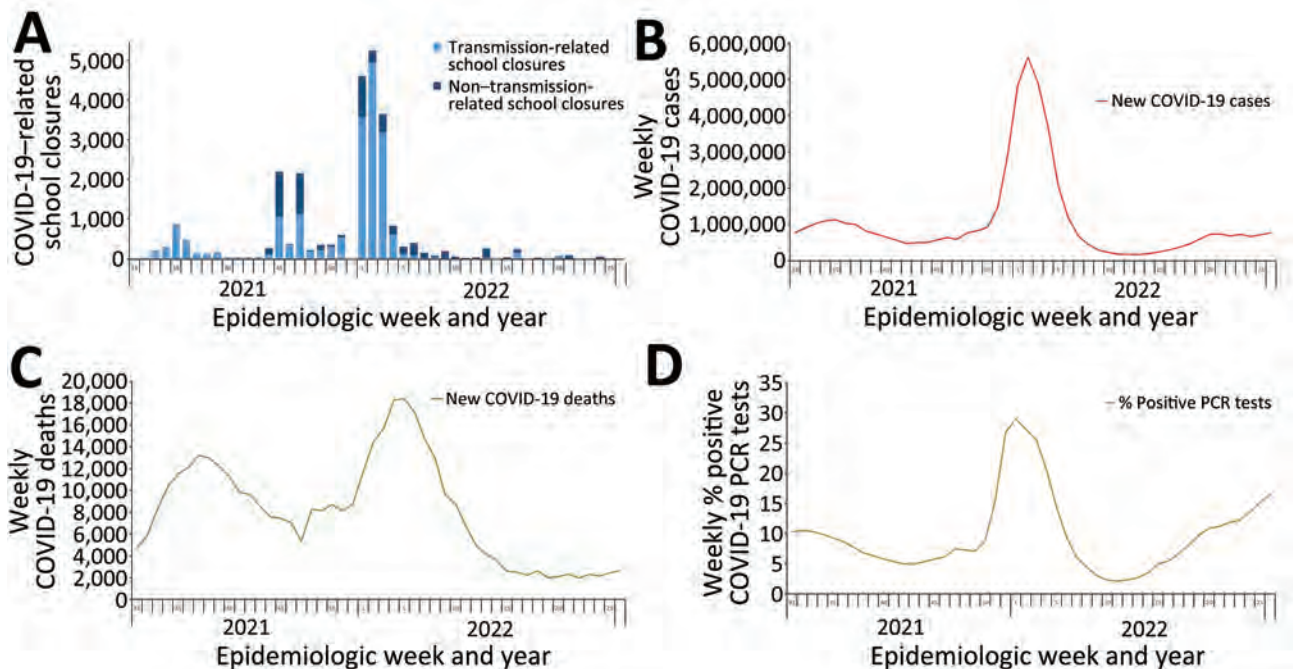 A
COVID-19–related
school closures
5,000
4,000
3,000
2,000
1,000
0
Transmission-related
school closures
Non–transmission-
related school closures
2021
2022
Epidemiologic week and year
B
Weekly
COVID-19 cases
6,000,000
5,000,000
4,000,000
3,000,000
2,000,000
1,000,000
0
New COVID-19 cases
2021
2022
Epidemiologic week and year
C
Weekly
COVID-19 deaths
20,000
18,000
16,000
14,000
12,000
10,000
8,000
6,000
4,000
2,000
0
New COVID-19 deaths
2021
2022
Epidemiologic week and year
D
Weekly % positive
COVID-19 PCR tests
35
30
25
20
15
10
5
0
% Positive PCR tests
2021
2022
Epidemiologic week and year